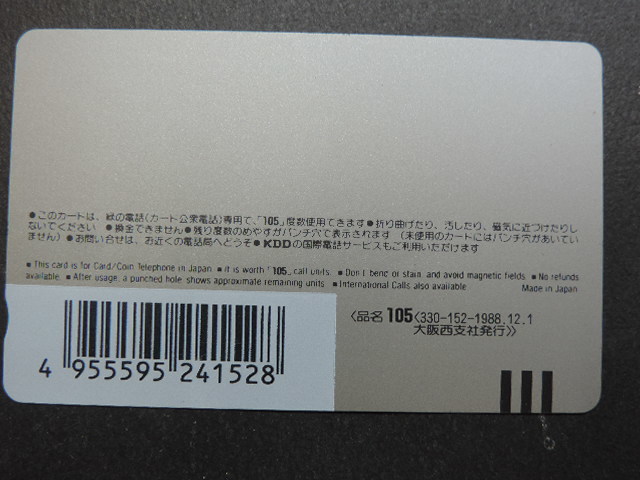 ●このカードは、緑の電話(カード公衆電話)専用で、「105」度数使用できます●折り曲げたり、汚したり、磁気に近づけたりし
ないでください ●換金できません●残り度数のめやすがパンチ穴で表示されます (未使用のカードにはパンチ穴があいてい
ません) ●お問い合せは、お近くの電話局へどうぞ ●KDDの国際電話サービスもご利用いただけます
■This card is for Card/Coin Telephone in Japan ■it is worth「105」call units. ■Don't bend or stain and avoid magnetic fields. ■No refunds
available. ■After usage, a punched hole shows approximate remaining units ■International Calls also available Made in Japan
〈品名 105〈330-152-1988.12.1
大阪西支社発行〉〉
4 955595 241528